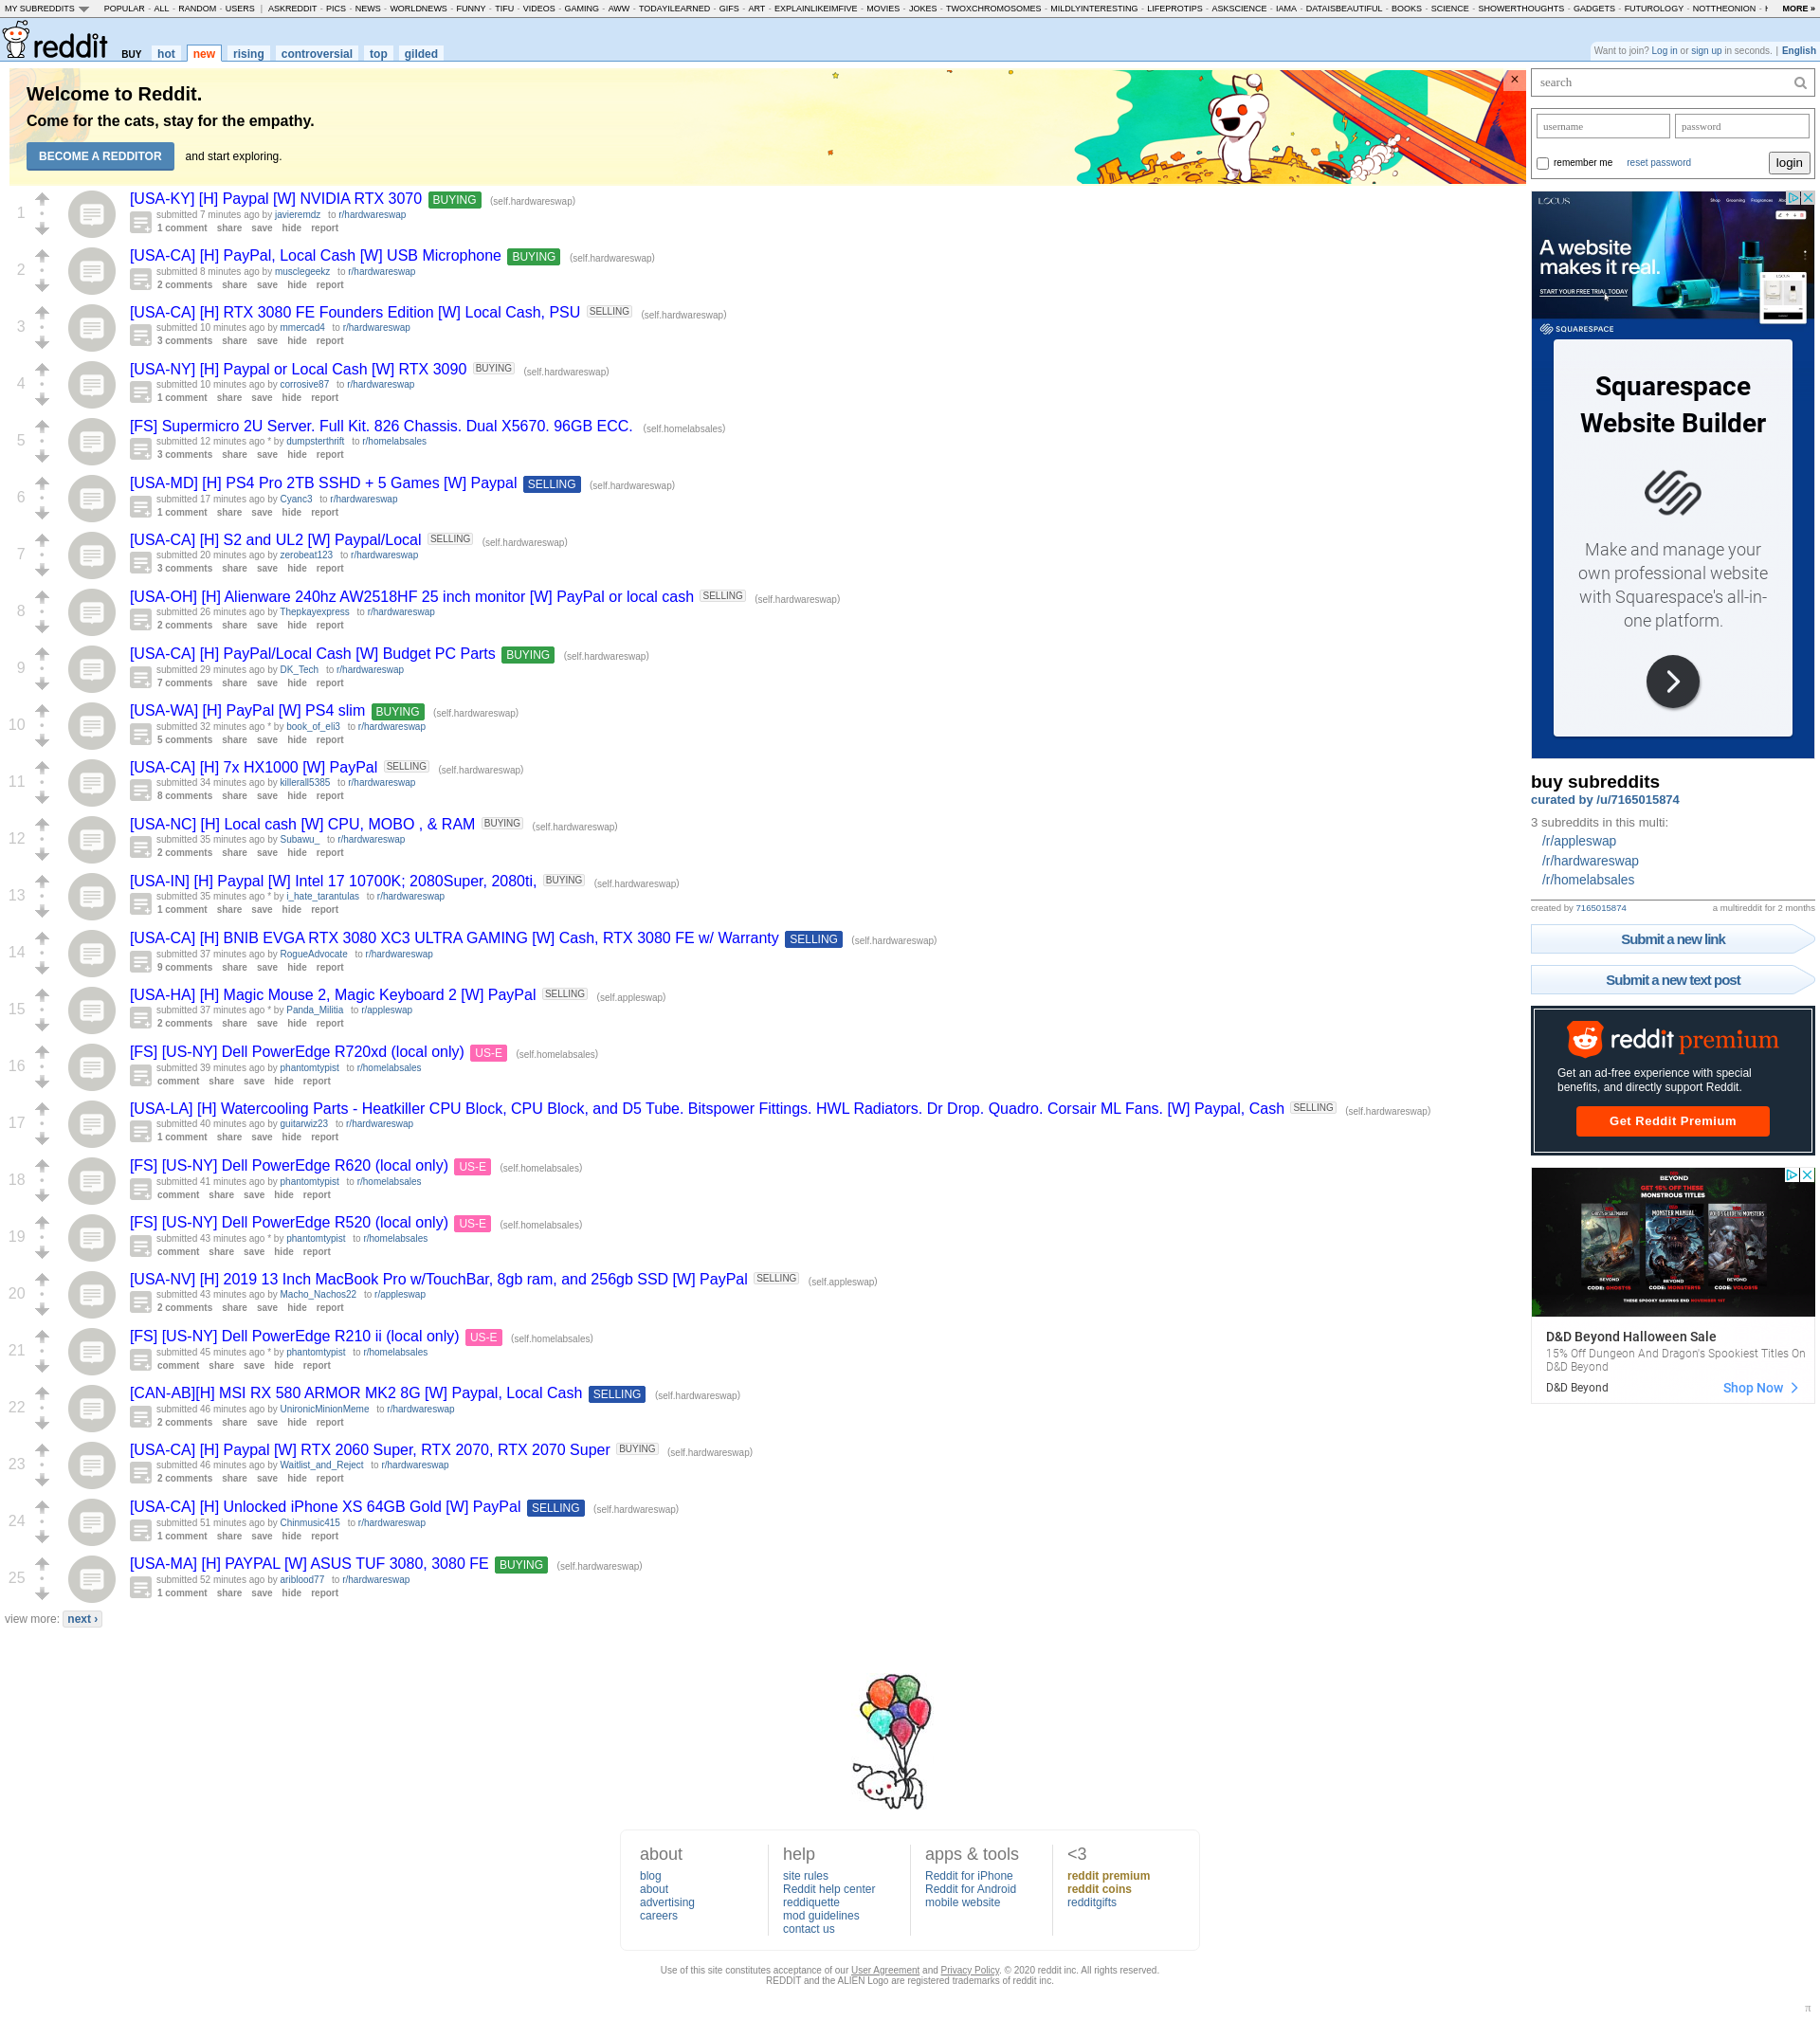 MY SUBREDDITS POPULAR - ALL - RANDOM - USERS | ASKREDDIT - PICS - NEWS - WORLDNEWS - FUNNY - TIFU - VIDEOS - GAMING - AWW - TODAYILEARNED - GIFS - ART - EXPLAINLIKEIMFIVE - MOVIES - JOKES - TWOXCHROMOSOMES - MILDLYINTERESTING - LIFEPROTIPS - ASKSCIENCE - IAMA - DATAISBEAUTIFUL - BOOKS - SCIENCE - SHOWERTHOUGHTS - GADGETS - FUTUROLOGY - NOTTHEONION - MORE »
reddit BUY hot new rising controversial top gilded
Want to join? Log in or sign up in seconds. | English
Welcome to Reddit.
Come for the cats, stay for the empathy.
BECOME A REDDITOR and start exploring.
×
1
[USA-KY] [H] Paypal [W] NVIDIA RTX 3070 BUYING (self.hardwareswap)
submitted 7 minutes ago by javieremdz to r/hardwareswap
1 comment share save hide report
2
[USA-CA] [H] PayPal, Local Cash [W] USB Microphone BUYING (self.hardwareswap)
submitted 8 minutes ago by musclegeekz to r/hardwareswap
2 comments share save hide report
3
[USA-CA] [H] RTX 3080 FE Founders Edition [W] Local Cash, PSU SELLING (self.hardwareswap)
submitted 10 minutes ago by mmercad4 to r/hardwareswap
3 comments share save hide report
4
[USA-NY] [H] Paypal or Local Cash [W] RTX 3090 BUYING (self.hardwareswap)
submitted 10 minutes ago by corrosive87 to r/hardwareswap
1 comment share save hide report
5
[FS] Supermicro 2U Server. Full Kit. 826 Chassis. Dual X5670. 96GB ECC. (self.homelabsales)
submitted 12 minutes ago * by dumpsterthrift to r/homelabsales
3 comments share save hide report
6
[USA-MD] [H] PS4 Pro 2TB SSHD + 5 Games [W] Paypal SELLING (self.hardwareswap)
submitted 17 minutes ago by Cyanc3 to r/hardwareswap
1 comment share save hide report
7
[USA-CA] [H] S2 and UL2 [W] Paypal/Local SELLING (self.hardwareswap)
submitted 20 minutes ago by zerobeat123 to r/hardwareswap
3 comments share save hide report
8
[USA-OH] [H] Alienware 240hz AW2518HF 25 inch monitor [W] PayPal or local cash SELLING (self.hardwareswap)
submitted 26 minutes ago by Thepkayexpress to r/hardwareswap
2 comments share save hide report
9
[USA-CA] [H] PayPal/Local Cash [W] Budget PC Parts BUYING (self.hardwareswap)
submitted 29 minutes ago by DK_Tech to r/hardwareswap
7 comments share save hide report
10
[USA-WA] [H] PayPal [W] PS4 slim BUYING (self.hardwareswap)
submitted 32 minutes ago * by book_of_eli3 to r/hardwareswap
5 comments share save hide report
11
[USA-CA] [H] 7x HX1000 [W] PayPal SELLING (self.hardwareswap)
submitted 34 minutes ago by killerall5385 to r/hardwareswap
8 comments share save hide report
12
[USA-NC] [H] Local cash [W] CPU, MOBO , & RAM BUYING (self.hardwareswap)
submitted 35 minutes ago by Subawu_ to r/hardwareswap
2 comments share save hide report
13
[USA-IN] [H] Paypal [W] Intel 17 10700K; 2080Super, 2080ti, BUYING (self.hardwareswap)
submitted 35 minutes ago * by i_hate_tarantulas to r/hardwareswap
1 comment share save hide report
14
[USA-CA] [H] BNIB EVGA RTX 3080 XC3 ULTRA GAMING [W] Cash, RTX 3080 FE w/ Warranty SELLING (self.hardwareswap)
submitted 37 minutes ago by RogueAdvocate to r/hardwareswap
9 comments share save hide report
15
[USA-HA] [H] Magic Mouse 2, Magic Keyboard 2 [W] PayPal SELLING (self.appleswap)
submitted 37 minutes ago * by Panda_Militia to r/appleswap
2 comments share save hide report
16
[FS] [US-NY] Dell PowerEdge R720xd (local only) US-E (self.homelabsales)
submitted 39 minutes ago by phantomtypist to r/homelabsales
comment share save hide report
17
[USA-LA] [H] Watercooling Parts - Heatkiller CPU Block, CPU Block, and D5 Tube. Bitspower Fittings. HWL Radiators. Dr Drop. Quadro. Corsair ML Fans. [W] Paypal, Cash SELLING (self.hardwareswap)
submitted 40 minutes ago by guitarwiz23 to r/hardwareswap
1 comment share save hide report
18
[FS] [US-NY] Dell PowerEdge R620 (local only) US-E (self.homelabsales)
submitted 41 minutes ago by phantomtypist to r/homelabsales
comment share save hide report
19
[FS] [US-NY] Dell PowerEdge R520 (local only) US-E (self.homelabsales)
submitted 43 minutes ago * by phantomtypist to r/homelabsales
comment share save hide report
20
[USA-NV] [H] 2019 13 Inch MacBook Pro w/TouchBar, 8gb ram, and 256gb SSD [W] PayPal SELLING (self.appleswap)
submitted 43 minutes ago by Macho_Nachos22 to r/appleswap
2 comments share save hide report
21
[FS] [US-NY] Dell PowerEdge R210 ii (local only) US-E (self.homelabsales)
submitted 45 minutes ago * by phantomtypist to r/homelabsales
comment share save hide report
22
[CAN-AB][H] MSI RX 580 ARMOR MK2 8G [W] Paypal, Local Cash SELLING (self.hardwareswap)
submitted 46 minutes ago by UnironicMinionMeme to r/hardwareswap
2 comments share save hide report
23
[USA-CA] [H] Paypal [W] RTX 2060 Super, RTX 2070, RTX 2070 Super BUYING (self.hardwareswap)
submitted 46 minutes ago by Waitlist_and_Reject to r/hardwareswap
2 comments share save hide report
24
[USA-CA] [H] Unlocked iPhone XS 64GB Gold [W] PayPal SELLING (self.hardwareswap)
submitted 51 minutes ago by Chinmusic415 to r/hardwareswap
1 comment share save hide report
25
[USA-MA] [H] PAYPAL [W] ASUS TUF 3080, 3080 FE BUYING (self.hardwareswap)
submitted 52 minutes ago by ariblood77 to r/hardwareswap
1 comment share save hide report
view more: next ›
search
username password
remember me reset password login
LOCUS
A website
makes it real.
START YOUR FREE TRIAL TODAY
SQUARESPACE
Squarespace
Website Builder
Make and manage your
own professional website
with Squarespace's all-in-
one platform.
buy subreddits
curated by /u/7165015874
3 subreddits in this multi:
/r/appleswap
/r/hardwareswap
/r/homelabsales
created by 7165015874 a multireddit for 2 months
Submit a new link
Submit a new text post
reddit premium
Get an ad-free experience with special
benefits, and directly support Reddit.
Get Reddit Premium
BEYOND
GET 15% OFF THESE
MONSTROUS TITLES
MONSTER MANUAL
BEYOND BEYOND BEYOND
THESE SPOOKY SAVINGS END
D&D Beyond Halloween Sale
15% Off Dungeon And Dragon's Spookiest Titles On
D&D Beyond
D&D Beyond Shop Now
about
blog
about
advertising
careers
help
site rules
Reddit help center
reddiquette
mod guidelines
contact us
apps & tools
Reddit for iPhone
Reddit for Android
mobile website
<3
reddit premium
reddit coins
redditgifts
Use of this site constitutes acceptance of our User Agreement and Privacy Policy. © 2020 reddit inc. All rights reserved.
REDDIT and the ALIEN Logo are registered trademarks of reddit inc.
π